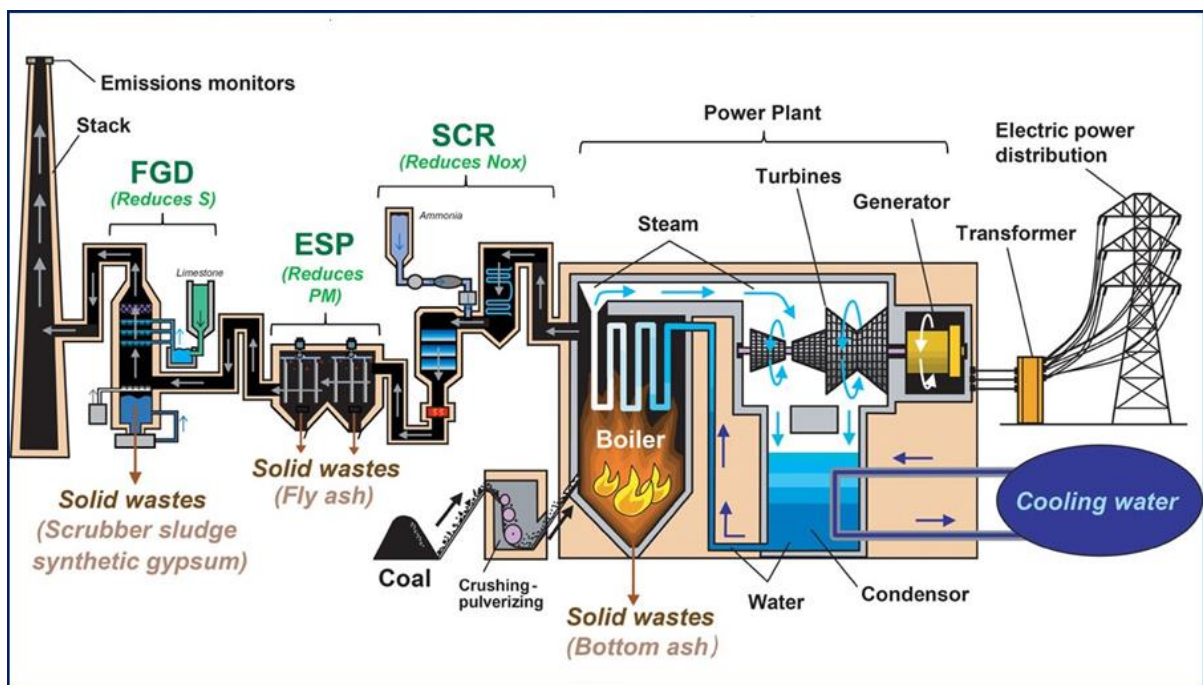 Emissions monitors
Stack
FGD
(Reduces S)
Limestone
ESP
(Reduces
PM)
SCR
(Reduces Nox)
Ammonia
Power Plant
Steam
Turbines
Generator
Electric power
distribution
Transformer
Boiler
Solid wastes
(Scrubber sludge
synthetic gypsum)
Solid wastes
(Fly ash)
Coal
Crushing-
pulverizing
Solid wastes
(Bottom ash)
Water
Condensor
Cooling water